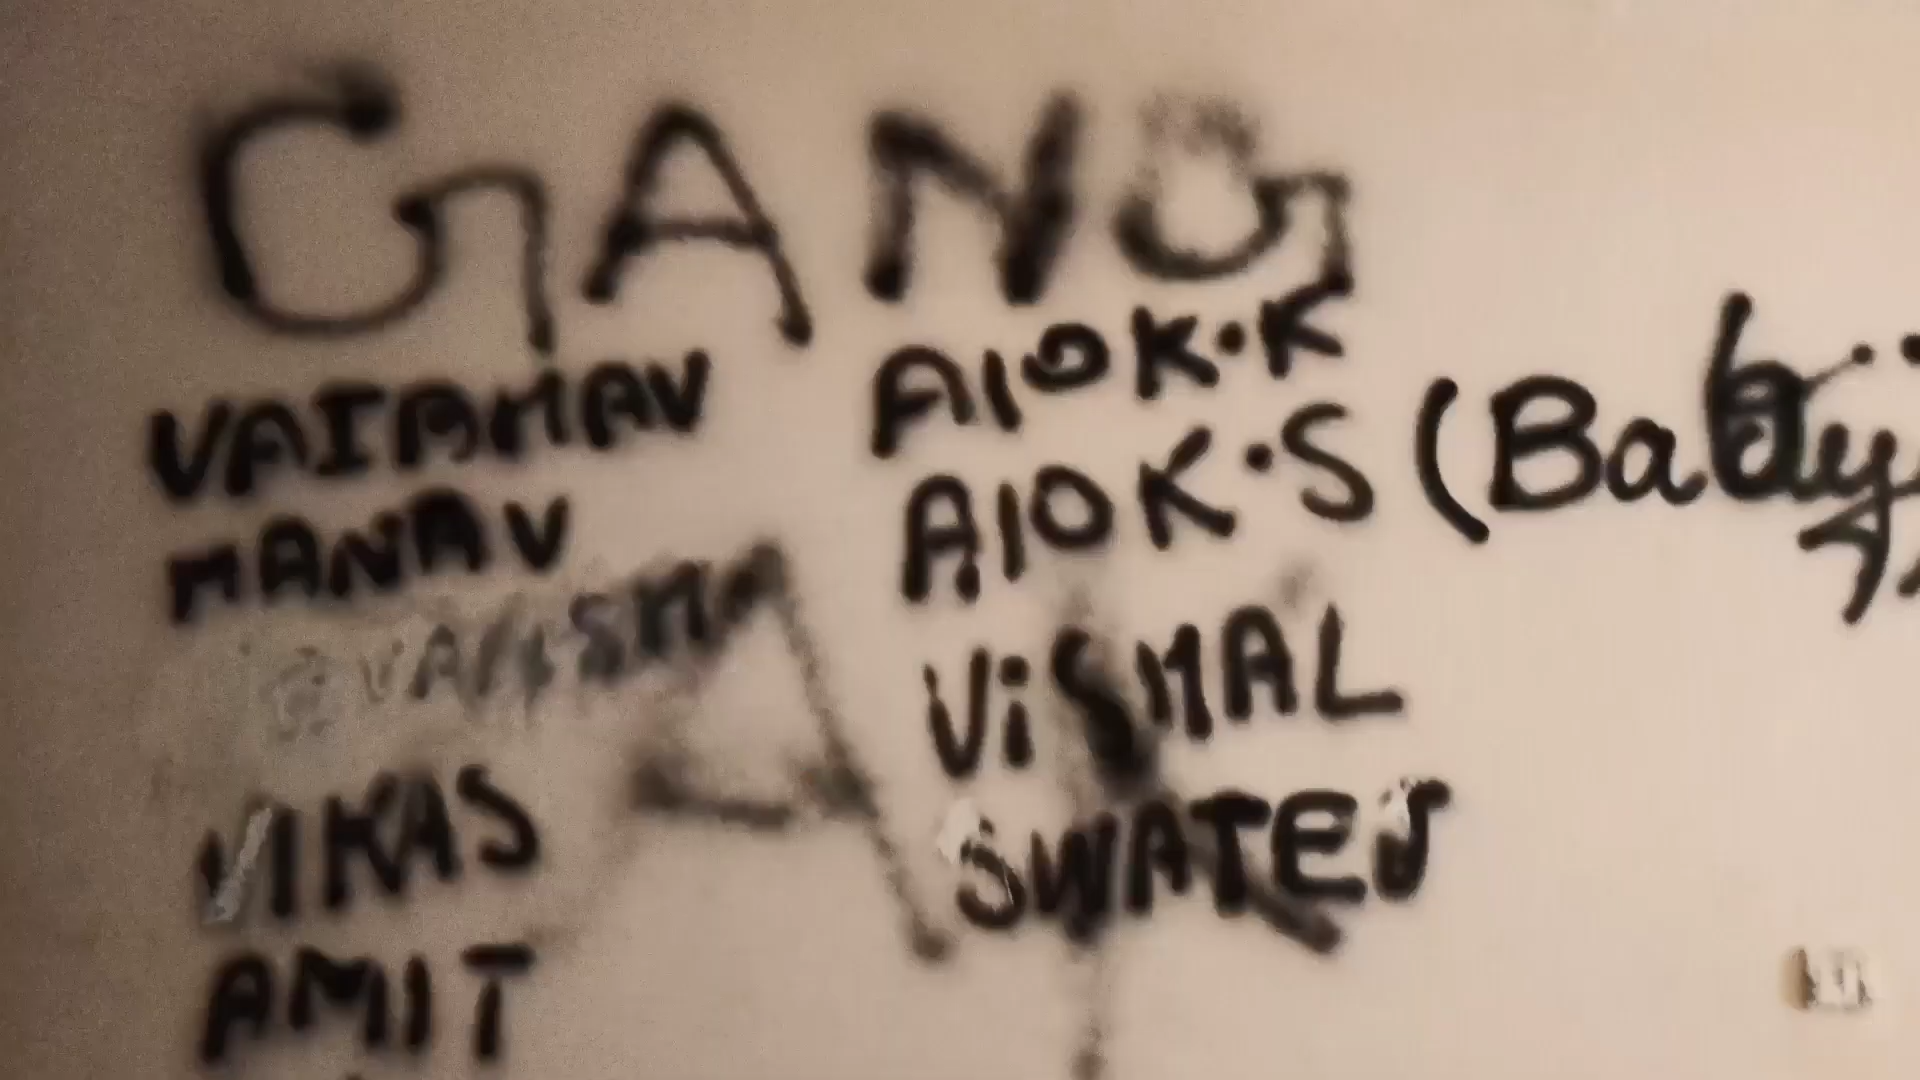 GANG
VAIBHAV
MANAV
VIKAS
AMIT
AlOK.K
AlOK.S (Baby
ViSHAL
SWATEJ